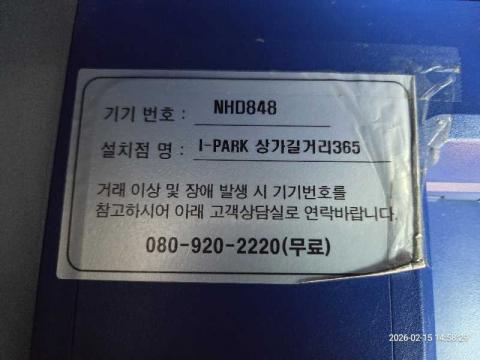 기기 번호 : NHD848
설치점 명 : I-PARK 상가길거리365
거래 이상 및 장애 발생 시 기기번호를
참고하시어 아래 고객상담실로 연락바랍니다.
080-920-2220(무료)
2026-02-15 14:58:29